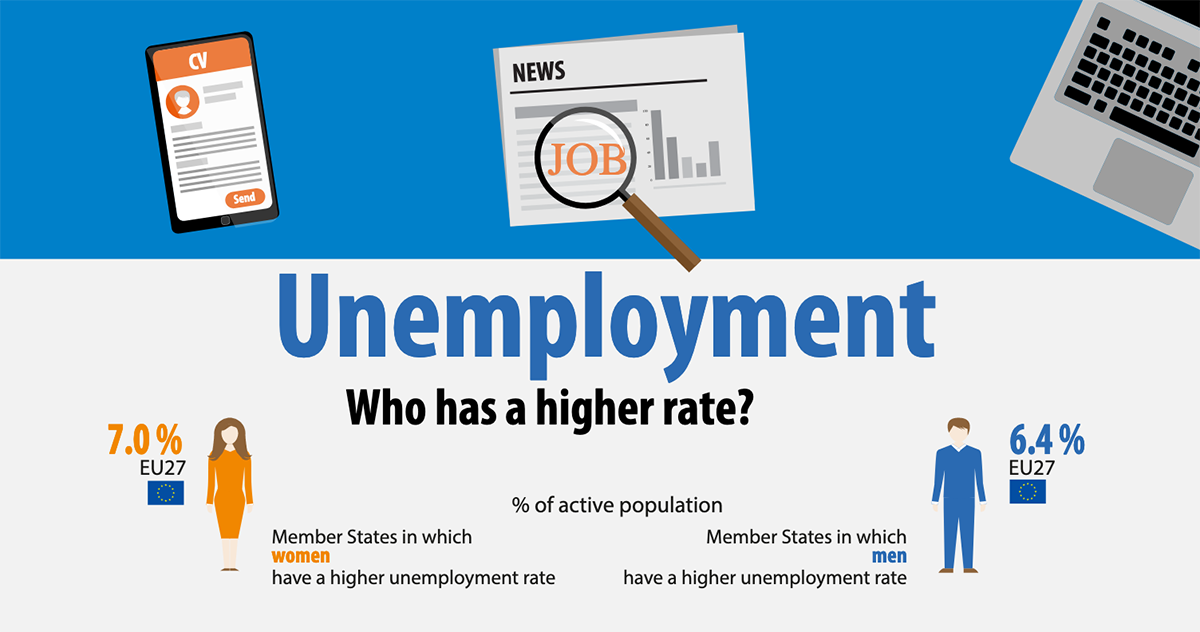 CV
Send
NEWS
JOB
Unemployment
Who has a higher rate?
7.0 %
EU27
6.4 %
EU27
% of active population
Member States in which
women
have a higher unemployment rate
Member States in which
men
have a higher unemployment rate